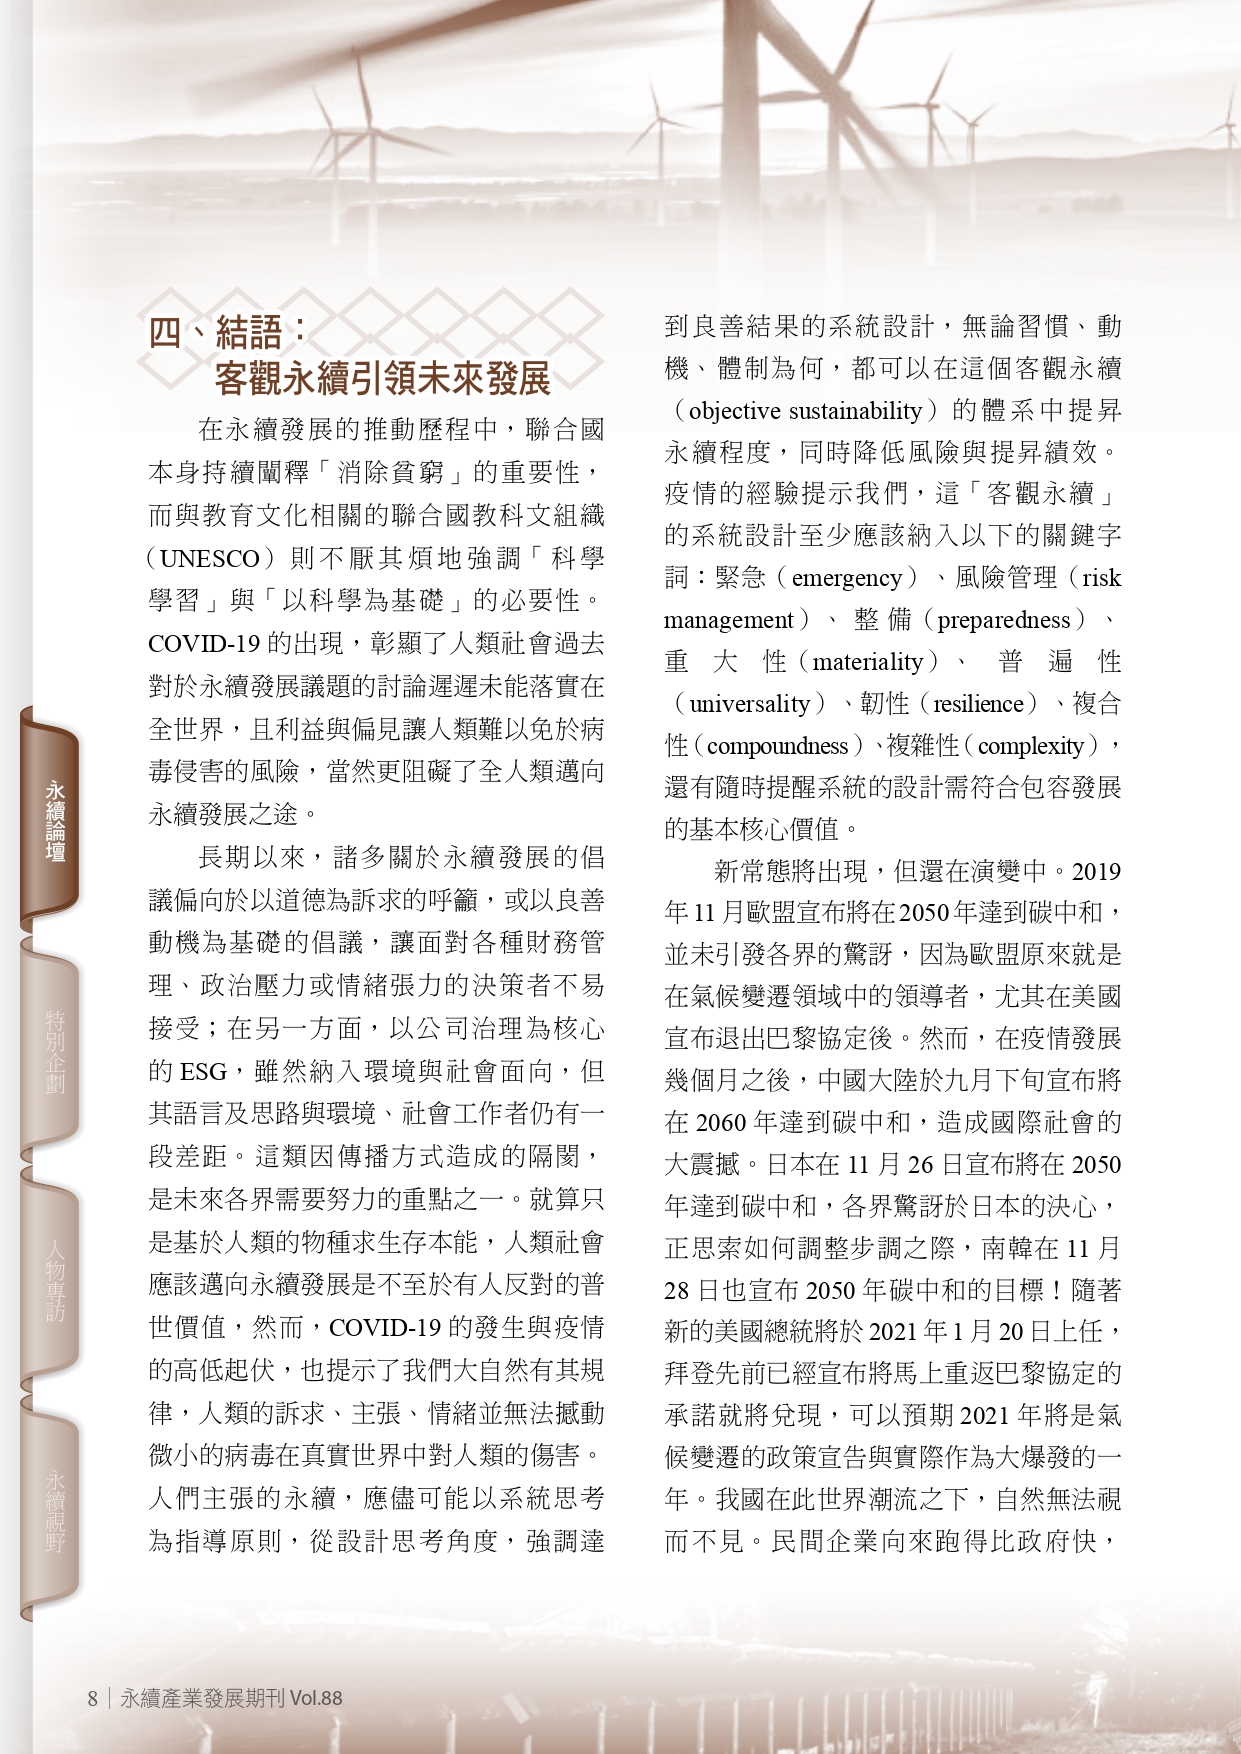 四、結語：
客觀永續引領未來發展
在永續發展的推動歷程中，聯合國
本身持續闡釋「消除貧窮」的重要性，
而與教育文化相關的聯合國教科文組織
（UNESCO）則不厭其煩地強調「科學
學習」與「以科學為基礎」的必要性。
COVID-19 的出現，彰顯了人類社會過去
對於永續發展議題的討論遲遲未能落實在
全世界，且利益與偏見讓人類難以免於病
毒侵害的風險，當然更阻礙了全人類邁向
永續發展之途。
長期以來，諸多關於永續發展的倡
議偏向於以道德為訴求的呼籲，或以良善
動機為基礎的倡議，讓面對各種財務管
理、政治壓力或情緒張力的決策者不易
接受；在另一方面，以公司治理為核心
的 ESG，雖然納入環境與社會面向，但
其語言及思路與環境、社會工作者仍有一
段差距。這類因傳播方式造成的隔閡，
是未來各界需要努力的重點之一。就算只
是基於人類的物種求生存本能，人類社會
應該邁向永續發展是不至於有人反對的普
世價值，然而，COVID-19 的發生與疫情
的高低起伏，也提示了我們大自然有其規
律，人類的訴求、主張、情緒並無法撼動
微小的病毒在真實世界中對人類的傷害。
人們主張的永續，應儘可能以系統思考
為指導原則，從設計思考角度，強調達
到良善結果的系統設計，無論習慣、動
機、體制為何，都可以在這個客觀永續
（objective sustainability）的體系中提昇
永續程度，同時降低風險與提昇績效。
疫情的經驗提示我們，這「客觀永續」
的系統設計至少應該納入以下的關鍵字
詞：緊急（emergency）、風險管理（risk
management）、整備（preparedness）、
重大性（materiality）、普遍性
（universality）、韌性（resilience）、複合
性（compoundness）、複雜性（complexity），
還有隨時提醒系統的設計需符合包容發展
的基本核心價值。
新常態將出現，但還在演變中。2019
年 11 月歐盟宣布將在 2050 年達到碳中和，
並未引發各界的驚訝，因為歐盟原來就是
在氣候變遷領域中的領導者，尤其在美國
宣布退出巴黎協定後。然而，在疫情發展
幾個月之後，中國大陸於九月下旬宣布將
在 2060 年達到碳中和，造成國際社會的
大震撼。日本在 11 月 26 日宣布將在 2050
年達到碳中和，各界驚訝於日本的決心，
正思索如何調整步調之際，南韓在 11 月
28 日也宣布 2050 年碳中和的目標！隨著
新的美國總統將於 2021 年 1 月 20 日上任，
拜登先前已經宣布將馬上重返巴黎協定的
承諾就將兌現，可以預期 2021 年將是氣
候變遷的政策宣告與實際作為大爆發的一
年。我國在此世界潮流之下，自然無法視
而不見。民間企業向來跑得比政府快，
永續論壇
特別企劃
人物專訪
永續視野
8｜永續產業發展期刊 Vol.88